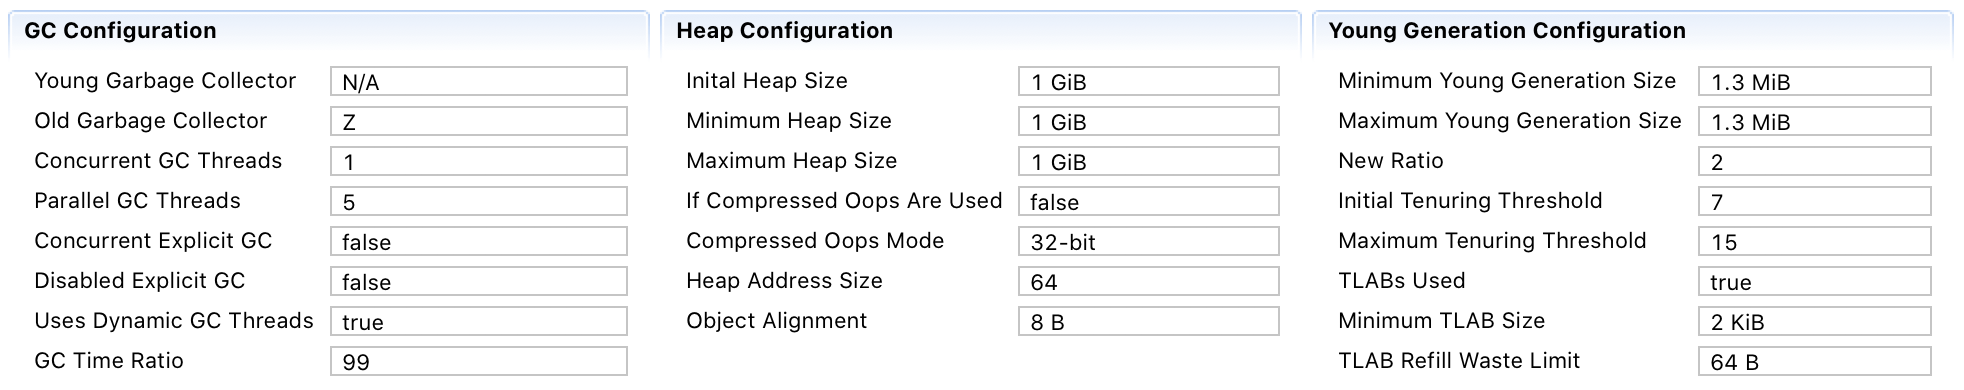 GC Configuration
Young Garbage Collector N/A
Old Garbage Collector Z
Concurrent GC Threads 1
Parallel GC Threads 5
Concurrent Explicit GC false
Disabled Explicit GC false
Uses Dynamic GC Threads true
GC Time Ratio 99
Heap Configuration
Inital Heap Size 1 GiB
Minimum Heap Size 1 GiB
Maximum Heap Size 1 GiB
If Compressed Oops Are Used false
Compressed Oops Mode 32-bit
Heap Address Size 64
Object Alignment 8 B
Young Generation Configuration
Minimum Young Generation Size 1.3 MiB
Maximum Young Generation Size 1.3 MiB
New Ratio 2
Initial Tenuring Threshold 7
Maximum Tenuring Threshold 15
TLABs Used true
Minimum TLAB Size 2 KiB
TLAB Refill Waste Limit 64 B